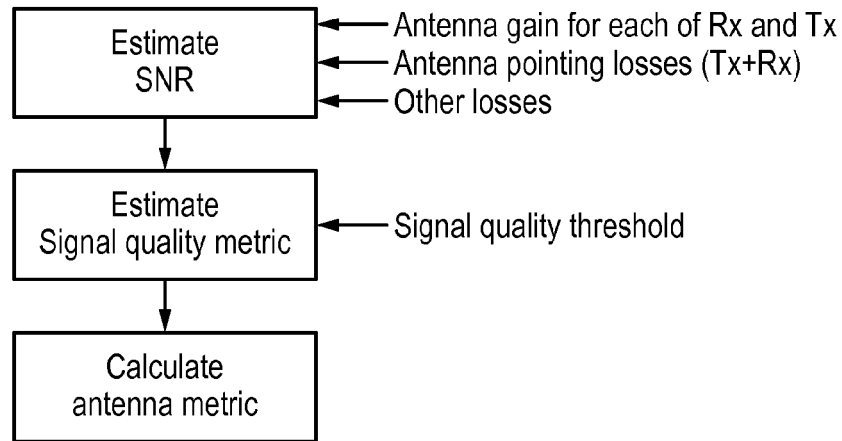 Estimate
SNR
Antenna gain for each of Rx and Tx
Antenna pointing losses (Tx+Rx)
Other losses
Estimate
Signal quality metric
Signal quality threshold
Calculate
antenna metric